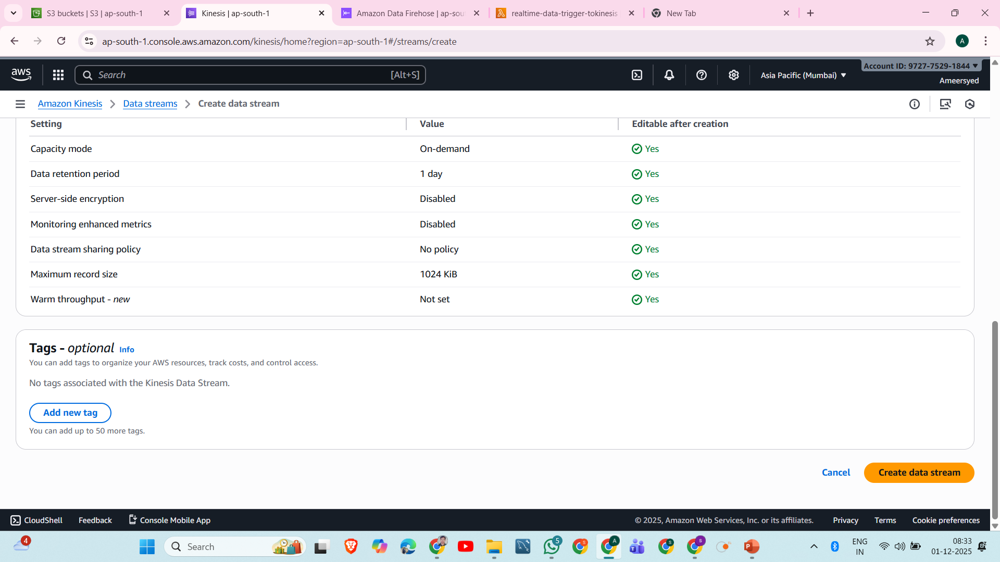 S3 buckets | S3 | ap-south-1
Kinesis | ap-south-1
Amazon Data Firehose | ap-sou
realtime-data-trigger-tokinesis
New Tab
ap-south-1.console.aws.amazon.com/kinesis/home?region=ap-south-1#/streams/create
A
aws
Search
[Alt+S]
Asia Pacific (Mumbai)
Account ID: 9727-7529-1844
Ameersyed
Amazon Kinesis
Data streams
Create data stream
Setting
Value
Editable after creation
Capacity mode
On-demand
Yes
Data retention period
1 day
Yes
Server-side encryption
Disabled
Yes
Monitoring enhanced metrics
Disabled
Yes
Data stream sharing policy
No policy
Yes
Maximum record size
1024 KiB
Yes
Warm throughput - new
Not set
Yes
Tags - optional Info
You can add tags to organize your AWS resources, track costs, and control access.
No tags associated with the Kinesis Data Stream.
Add new tag
You can add up to 50 more tags.
Cancel
Create data stream
CloudShell
Feedback
Console Mobile App
© 2025, Amazon Web Services, Inc. or its affiliates.
Privacy
Terms
Cookie preferences
4
Search
5
S
A
T
S
S
P
ENG
IN
08:33
01-12-2025